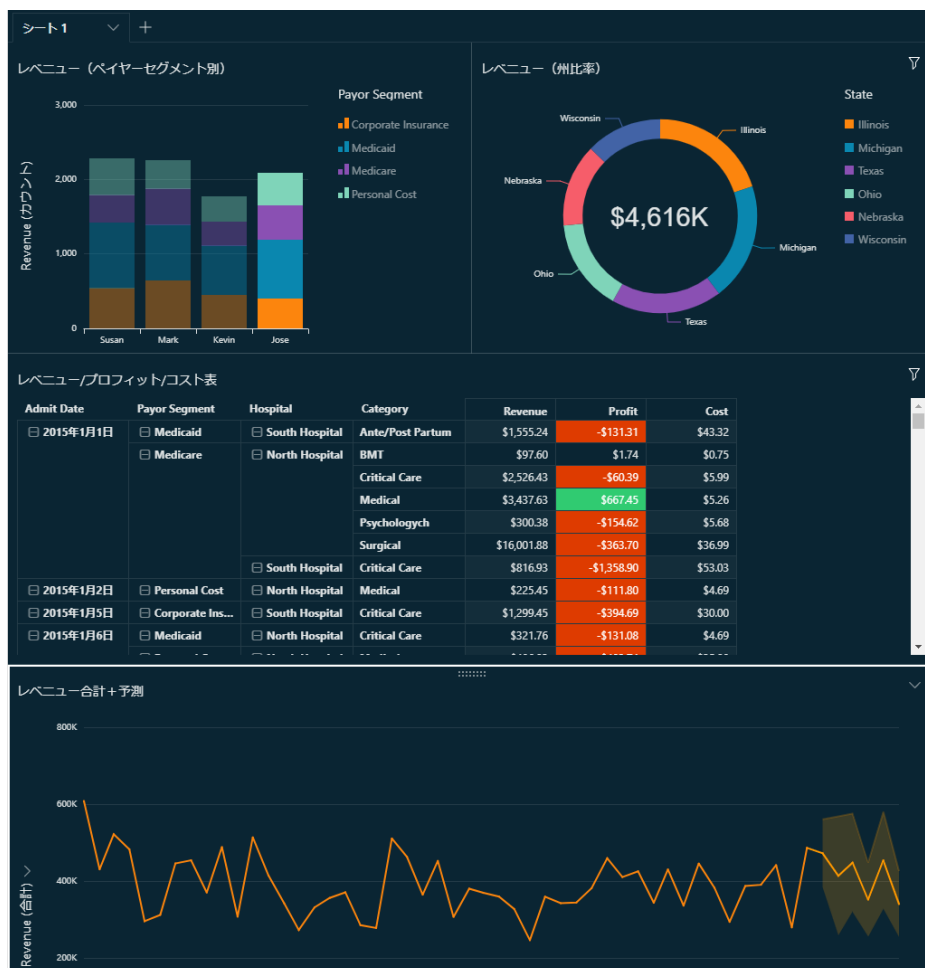 シート 1
レベニュー（ペイヤーセグメント別）
Revenue (カウント)
3,000
2,000
1,000
0
Susan Mark Kevin Jose
Payor Segment
Corporate Insurance
Medicaid
Medicare
Personal Cost
レベニュー（州比率）
Wisconsin
Illinois
Nebraska
$4,616K
Michigan
Ohio
Texas
State
Illinois
Michigan
Texas
Ohio
Nebraska
Wisconsin
レベニュー/プロフィット/コスト表
Admit Date Payor Segment Hospital Category Revenue Profit Cost
2015年1月1日 Medicaid South Hospital Ante/Post Partum $1,555.24 -$131.31 $43.32
Medicare North Hospital BMT $97.60 $1.74 $0.75
Critical Care $2,526.43 -$60.39 $5.99
Medical $3,437.63 $667.45 $5.26
Psychologych $300.38 -$154.62 $5.68
Surgical $16,001.88 -$363.70 $36.99
South Hospital Critical Care $816.93 -$1,358.90 $53.03
2015年1月2日 Personal Cost North Hospital Medical $225.45 -$111.80 $4.69
2015年1月5日 Corporate Ins... South Hospital Critical Care $1,299.45 -$394.69 $30.00
2015年1月6日 Medicaid North Hospital Critical Care $321.76 -$131.08 $4.69
レベニュー合計＋予測
Revenue (合計)
800K
600K
400K
200K